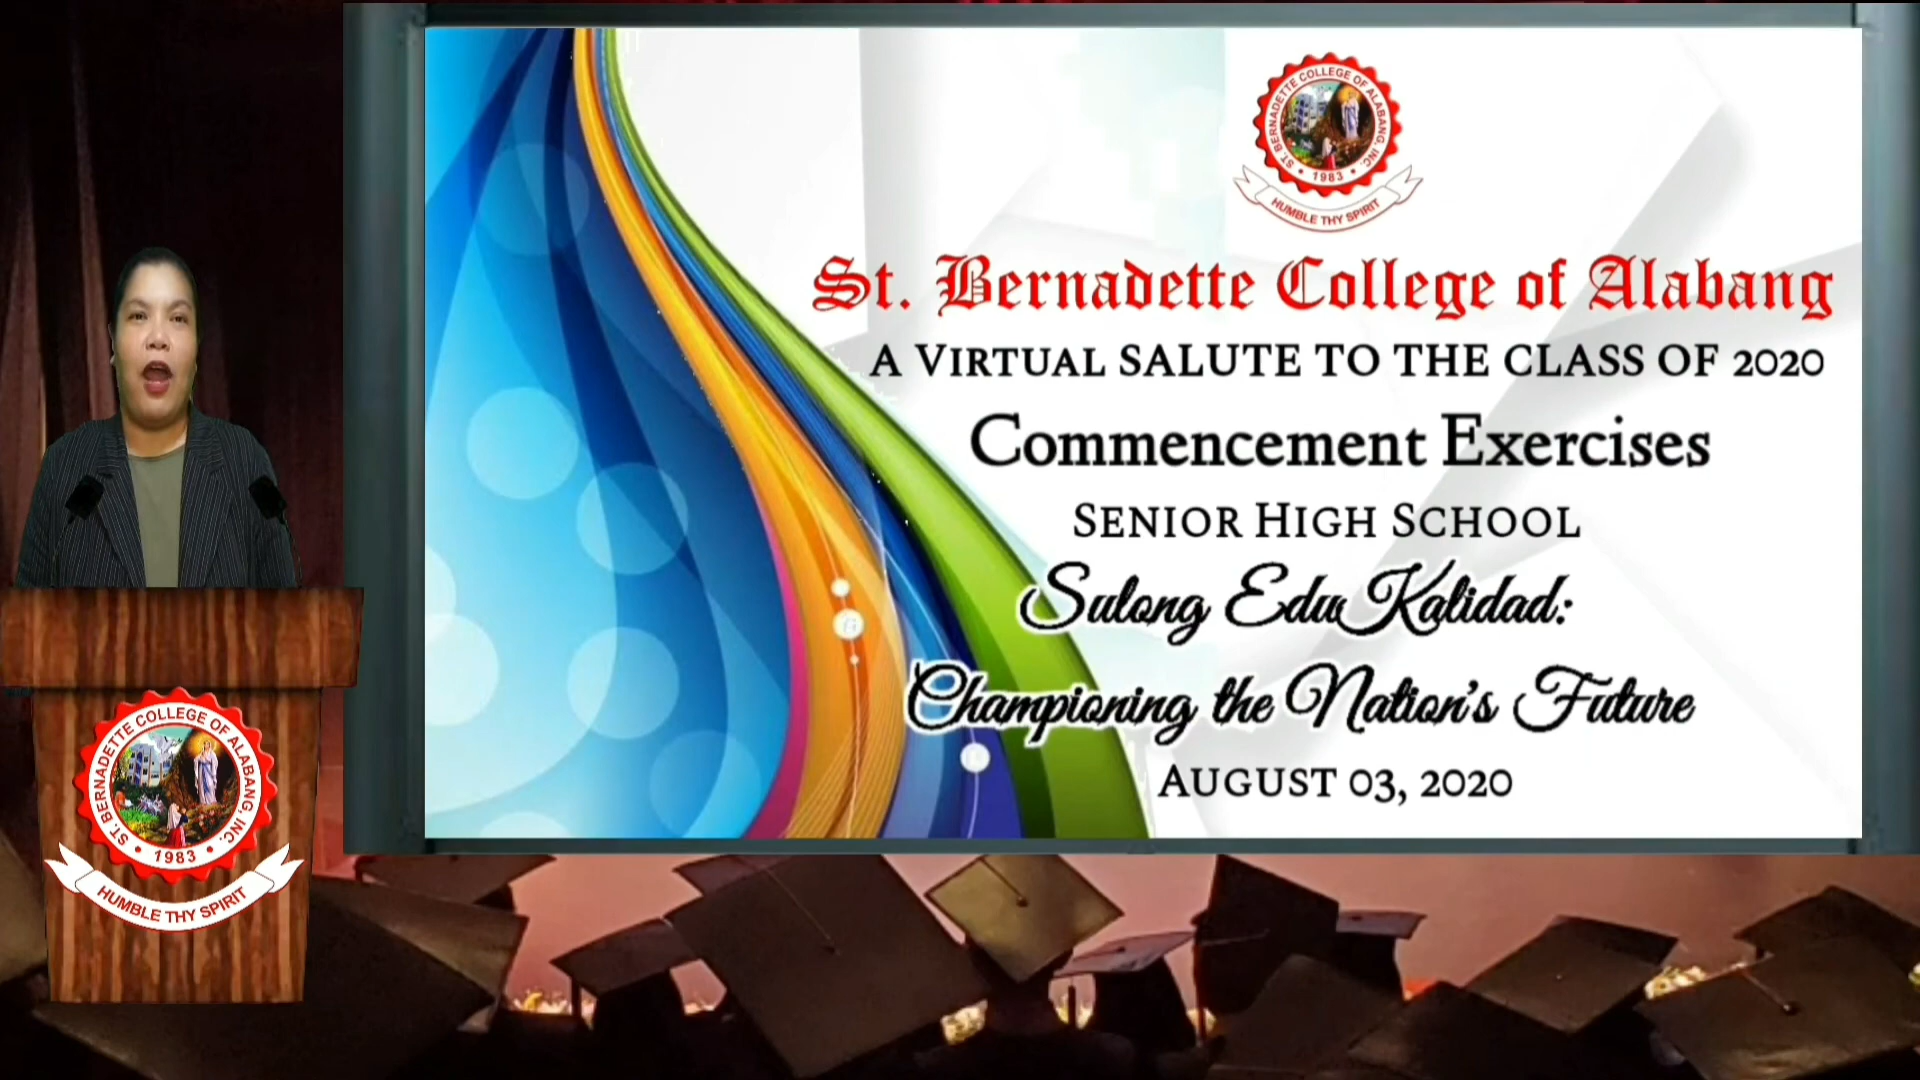 ST. BERNADETTE COLLEGE OF ALABANG, INC.
1983
HUMBLE THY SPIRIT
St. Bernadette College of Alabang
A VIRTUAL SALUTE TO THE CLASS OF 2020
Commencement Exercises
SENIOR HIGH SCHOOL
Sulong EduKalidad:
Championing the Nation's Future
AUGUST 03, 2020
ST. BERNADETTE COLLEGE OF ALABANG, INC.
1983
HUMBLE THY SPIRIT